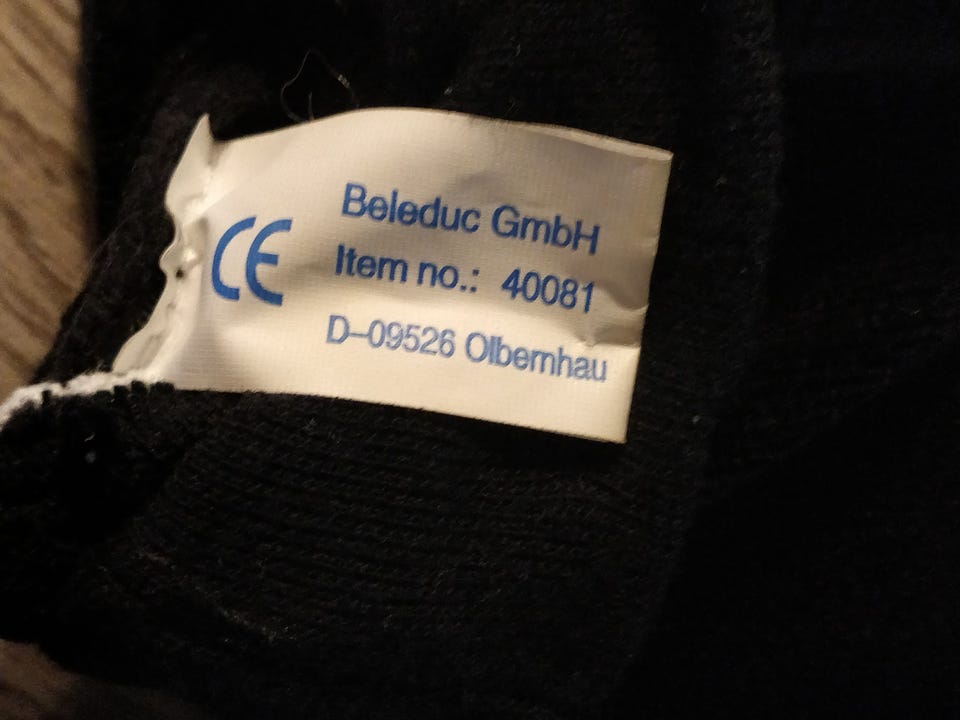 CE
Beleduc GmbH
Item no.: 40081
D-09526 Olbernhau